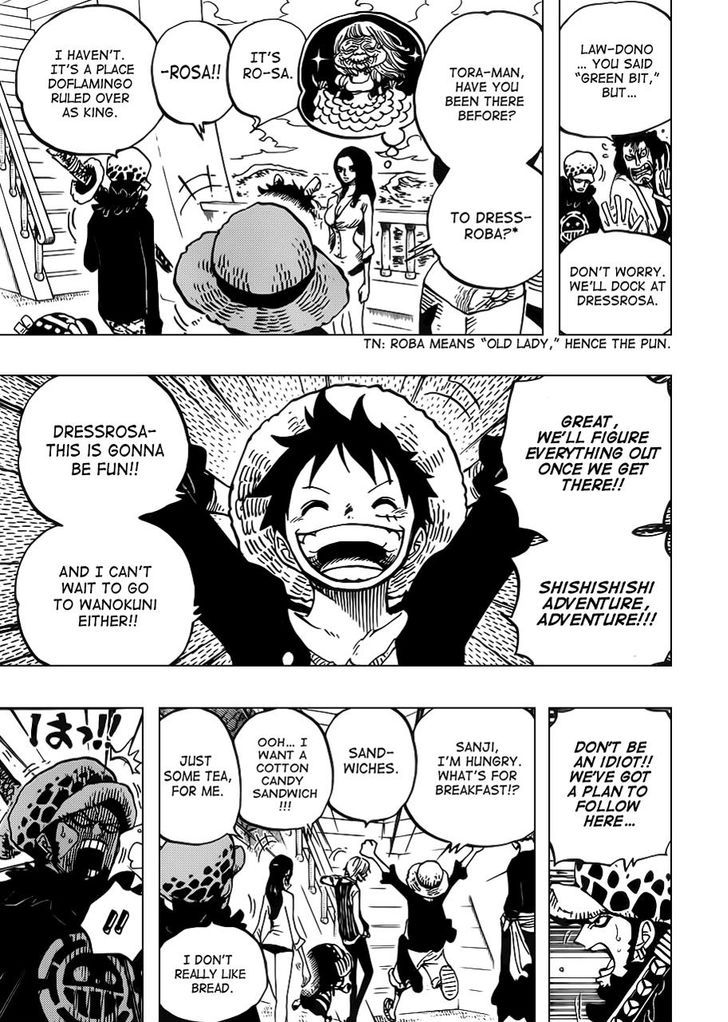 LAW-DONO
... YOU SAID
"GREEN BIT,"
BUT...
DON'T WORRY.
WE'LL DOCK AT
DRESSROSA.
TORA-MAN,
HAVE YOU
BEEN THERE
BEFORE?
TO DRESS-
ROBA?*
IT'S
RO-SA.
-ROSA!!
I HAVEN'T.
IT'S A PLACE
DOFLAMINGO
RULED OVER
AS KING.
TN: ROBA MEANS "OLD LADY," HENCE THE PUN.
GREAT,
WE'LL FIGURE
EVERYTHING OUT
ONCE WE GET
THERE!!
SHISHISHISHI
ADVENTURE,
ADVENTURE!!!
DRESSROSA-
THIS IS GONNA
BE FUN!!
AND I CAN'T
WAIT TO GO
TO WANOKUNI
EITHER!!
DON'T BE
AN IDIOT!!
WE'VE GOT
A PLAN TO
FOLLOW
HERE...
SANJI,
I'M HUNGRY.
WHAT'S FOR
BREAKFAST!?
SAND-
WICHES.
OOH... I
WANT A
COTTON
CANDY
SANDWICH
!!!
JUST
SOME TEA,
FOR ME.
I DON'T
REALLY LIKE
BREAD.
はっ!!
!!